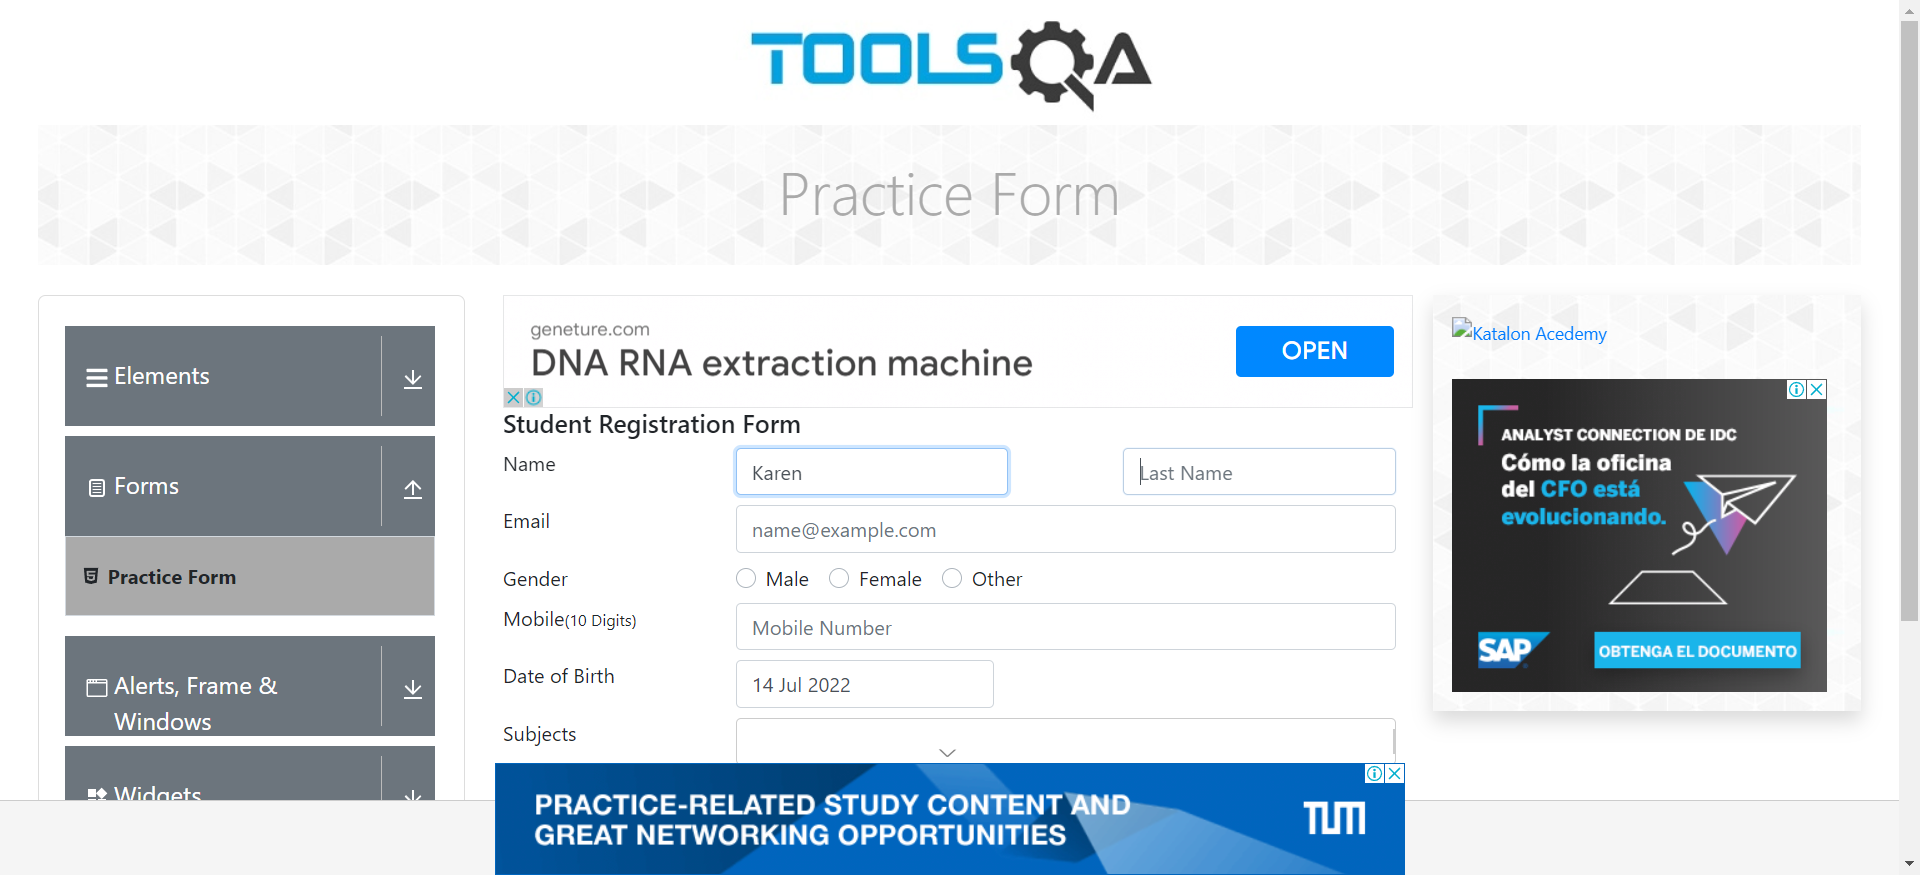 TOOLSQA
Practice Form
Elements
Forms
Practice Form
Alerts, Frame &
Windows
Widgets
geneture.com
DNA RNA extraction machine
OPEN
Student Registration Form
Name
Karen
Last Name
Email
name@example.com
Gender
Male
Female
Other
Mobile(10 Digits)
Mobile Number
Date of Birth
14 Jul 2022
Subjects
PRACTICE-RELATED STUDY CONTENT AND
GREAT NETWORKING OPPORTUNITIES
TUM
Katalon Acedemy
ANALYST CONNECTION DE IDC
Cómo la oficina
del CFO está
evolucionando.
SAP
OBTENGA EL DOCUMENTO